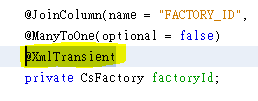 @JoinColumn(name = "FACTORY_ID",
@ManyToOne(optional = false)
@XmlTransient
private CsFactory factoryId;